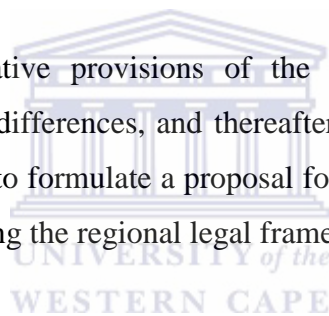 ative provisions of the
differences, and thereafter
to formulate a proposal fo
ng the regional legal frame
UNIVERSITY of the
WESTERN CAPE